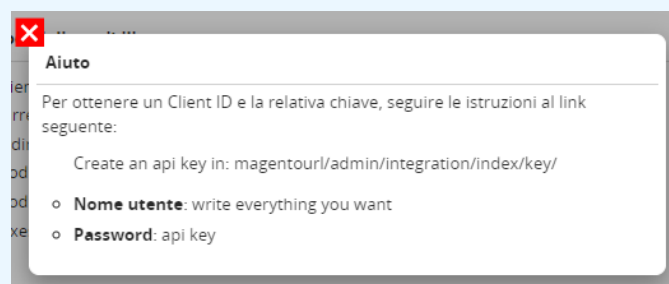 Aiuto
Per ottenere un Client ID e la relativa chiave, seguire le istruzioni al link
seguente:
Create an api key in: magentourl/admin/integration/index/key/
Nome utente: write everything you want
Password: api key